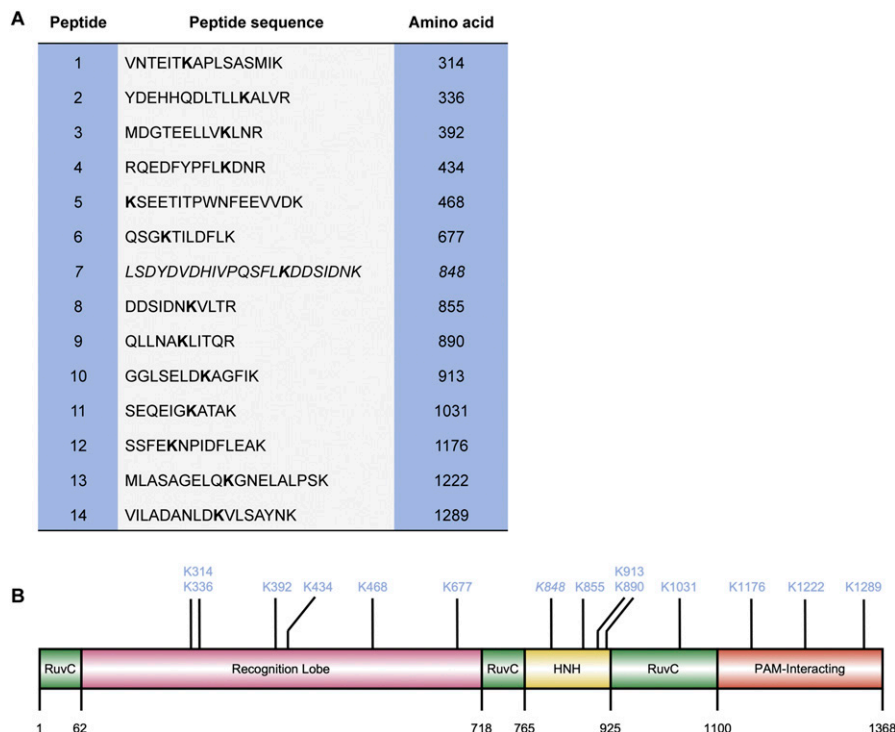 A Peptide Peptide sequence Amino acid
1 VNTEITKAPLSASMIK 314
2 YDEHHQDLTLLKALVR 336
3 MDGTEELLVKLNR 392
4 RQEDFYPFLKDNR 434
5 KSEETITPWNFEEVVDK 468
6 QSGKTILDFLK 677
7 LSDYDVDHIVPQSFLKDDSIDNK 848
8 DDSIDNKVLTR 855
9 QLLNAKLITQR 890
10 GGLSELDKAGFIK 913
11 SEQEIGKATAK 1031
12 SSFEKNPIDFLEAK 1176
13 MLASAGELQKGNELALPSK 1222
14 VILADANLDKVLSAYNK 1289
K314 K913
B K336 K392 K434 K468 K677 K848 K855 K890 K1031 K1176 K1222 K1289
RuvC Recognition Lobe RuvC HNH RuvC PAM-Interacting
1 62 718 765 925 1100 1368